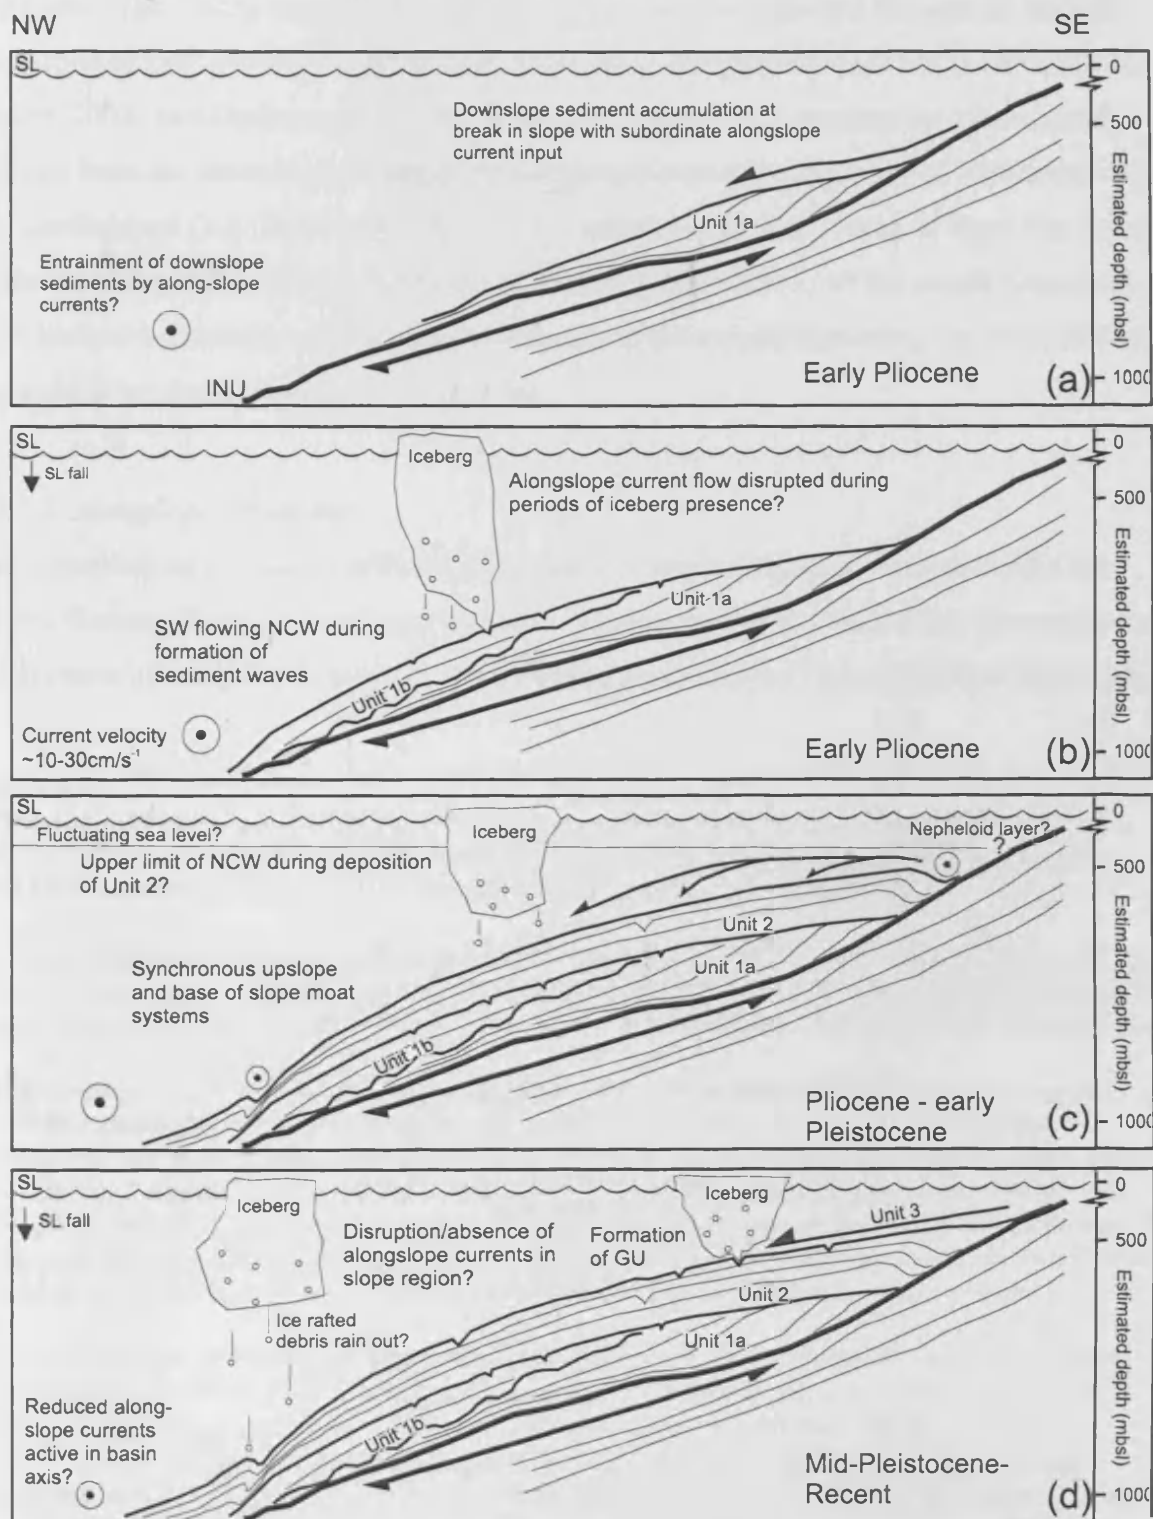 NW
SE
SL
0
Downslope sediment accumulation at
break in slope with subordinate alongslope
current input
500
Unit 1a
Entrainment of downslope
sediments by along-slope
currents?
Estimated depth (mbsl)
INU
Early Pliocene
(a)
1000
SL
0
SL fall
Iceberg
Alongslope current flow disrupted during
periods of iceberg presence?
500
Unit 1a
SW flowing NCW during
formation of
sediment waves
Unit 1b
Estimated depth (mbsl)
Current velocity
~10-30cm/s⁻¹
Early Pliocene
(b)
1000
SL
0
Fluctuating sea level?
Iceberg
Nepheloid layer?
?
Upper limit of NCW during deposition
of Unit 2?
500
Unit 2
Synchronous upslope
and base of slope moat
systems
Unit 1a
Unit 1b
Estimated depth (mbsl)
Pliocene - early
Pleistocene
(c)
1000
SL
0
SL fall
Iceberg
Iceberg
Disruption/absence of
alongslope currents in
slope region?
Formation
of GU
Unit 3
500
Unit 2
Ice rafted
debris rain out?
Unit 1a
Unit 1b
Estimated depth (mbsl)
Reduced along-
slope currents
active in basin
axis?
Mid-Pleistocene-
Recent
(d)
1000